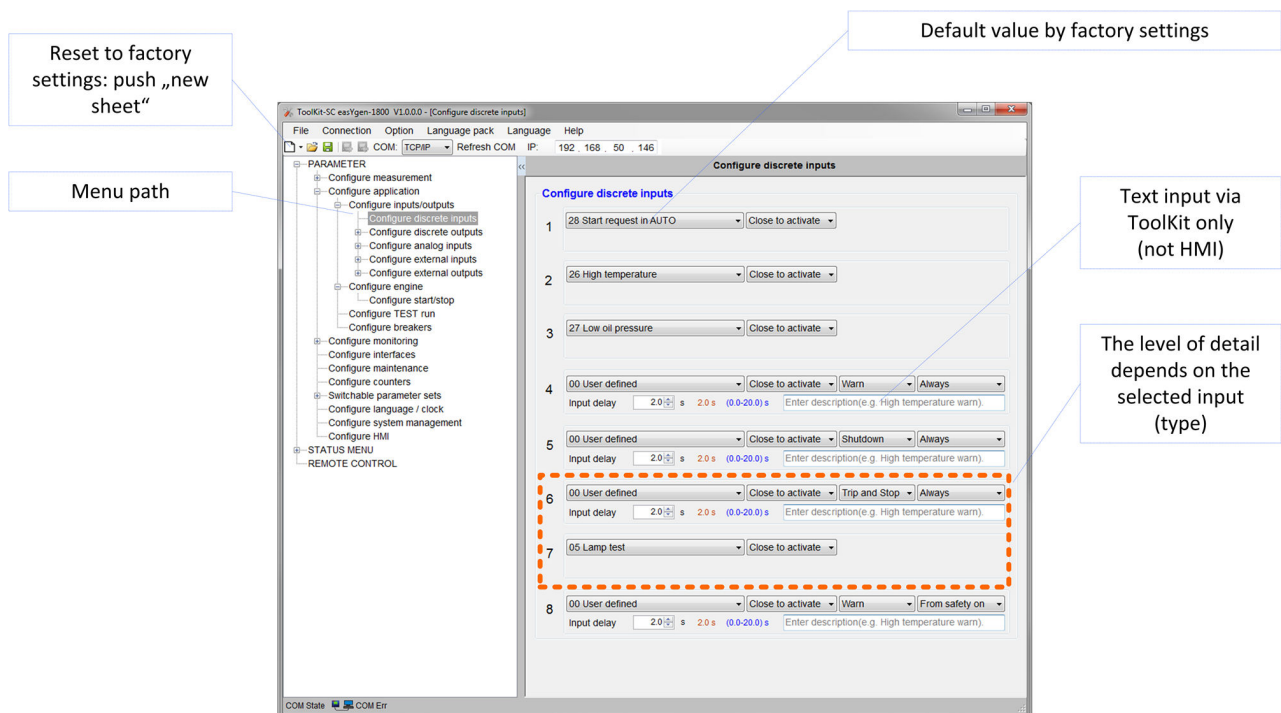 Default value by factory settings
Reset to factory
settings: push „new
sheet“
Menu path
Text input via
ToolKit only
(not HMI)
The level of detail
depends on the
selected input
(type)
ToolKit-SC easYgen-1800 V1.0.0.0 - [Configure discrete inputs]
File Connection Option Language pack Language Help
COM: TCP/IP Refresh COM IP: 192 . 168 . 50 . 146
PARAMETER
Configure measurement
Configure application
Configure inputs/outputs
Configure discrete inputs
Configure discrete outputs
Configure analog inputs
Configure external inputs
Configure external outputs
Configure engine
Configure start/stop
Configure TEST run
Configure breakers
Configure monitoring
Configure interfaces
Configure maintenance
Configure counters
Switchable parameter sets
Configure language / clock
Configure system management
Configure HMI
STATUS MENU
REMOTE CONTROL
<<
Configure discrete inputs
Configure discrete inputs
1 28 Start request in AUTO Close to activate
2 26 High temperature Close to activate
3 27 Low oil pressure Close to activate
4 00 User defined Close to activate Warn Always
Input delay 2.0 s 2.0 s (0.0-20.0) s Enter description(e.g. High temperature warn).
5 00 User defined Close to activate Shutdown Always
Input delay 2.0 s 2.0 s (0.0-20.0) s Enter description(e.g. High temperature warn).
6 00 User defined Close to activate Trip and Stop Always
Input delay 2.0 s 2.0 s (0.0-20.0) s Enter description(e.g. High temperature warn).
7 05 Lamp test Close to activate
8 00 User defined Close to activate Warn From safety on
Input delay 2.0 s 2.0 s (0.0-20.0) s Enter description(e.g. High temperature warn).
COM State COM Err